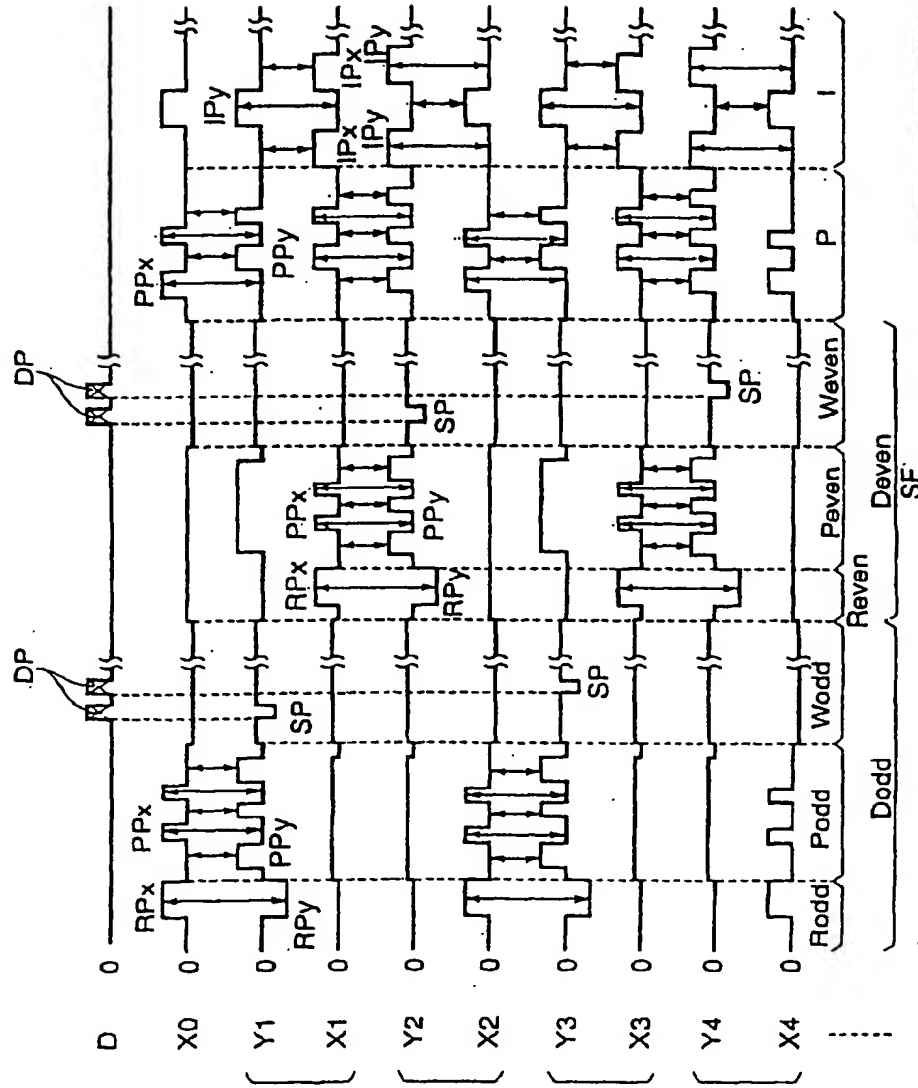 DP DP
D 0
X0 0 RPx PPx PPx IPy
Y1 0 RPy PPy SP PPy IPx IPx
X1 0 RPx PPx IPy IPy
Y2 0 RPy PPy SP
X2 0
Y3 0 SP
X3 0
Y4 0 SP
X4 0
Rodd Podd Wodd Reven Peven Weven P I
Dodd Deven
SF